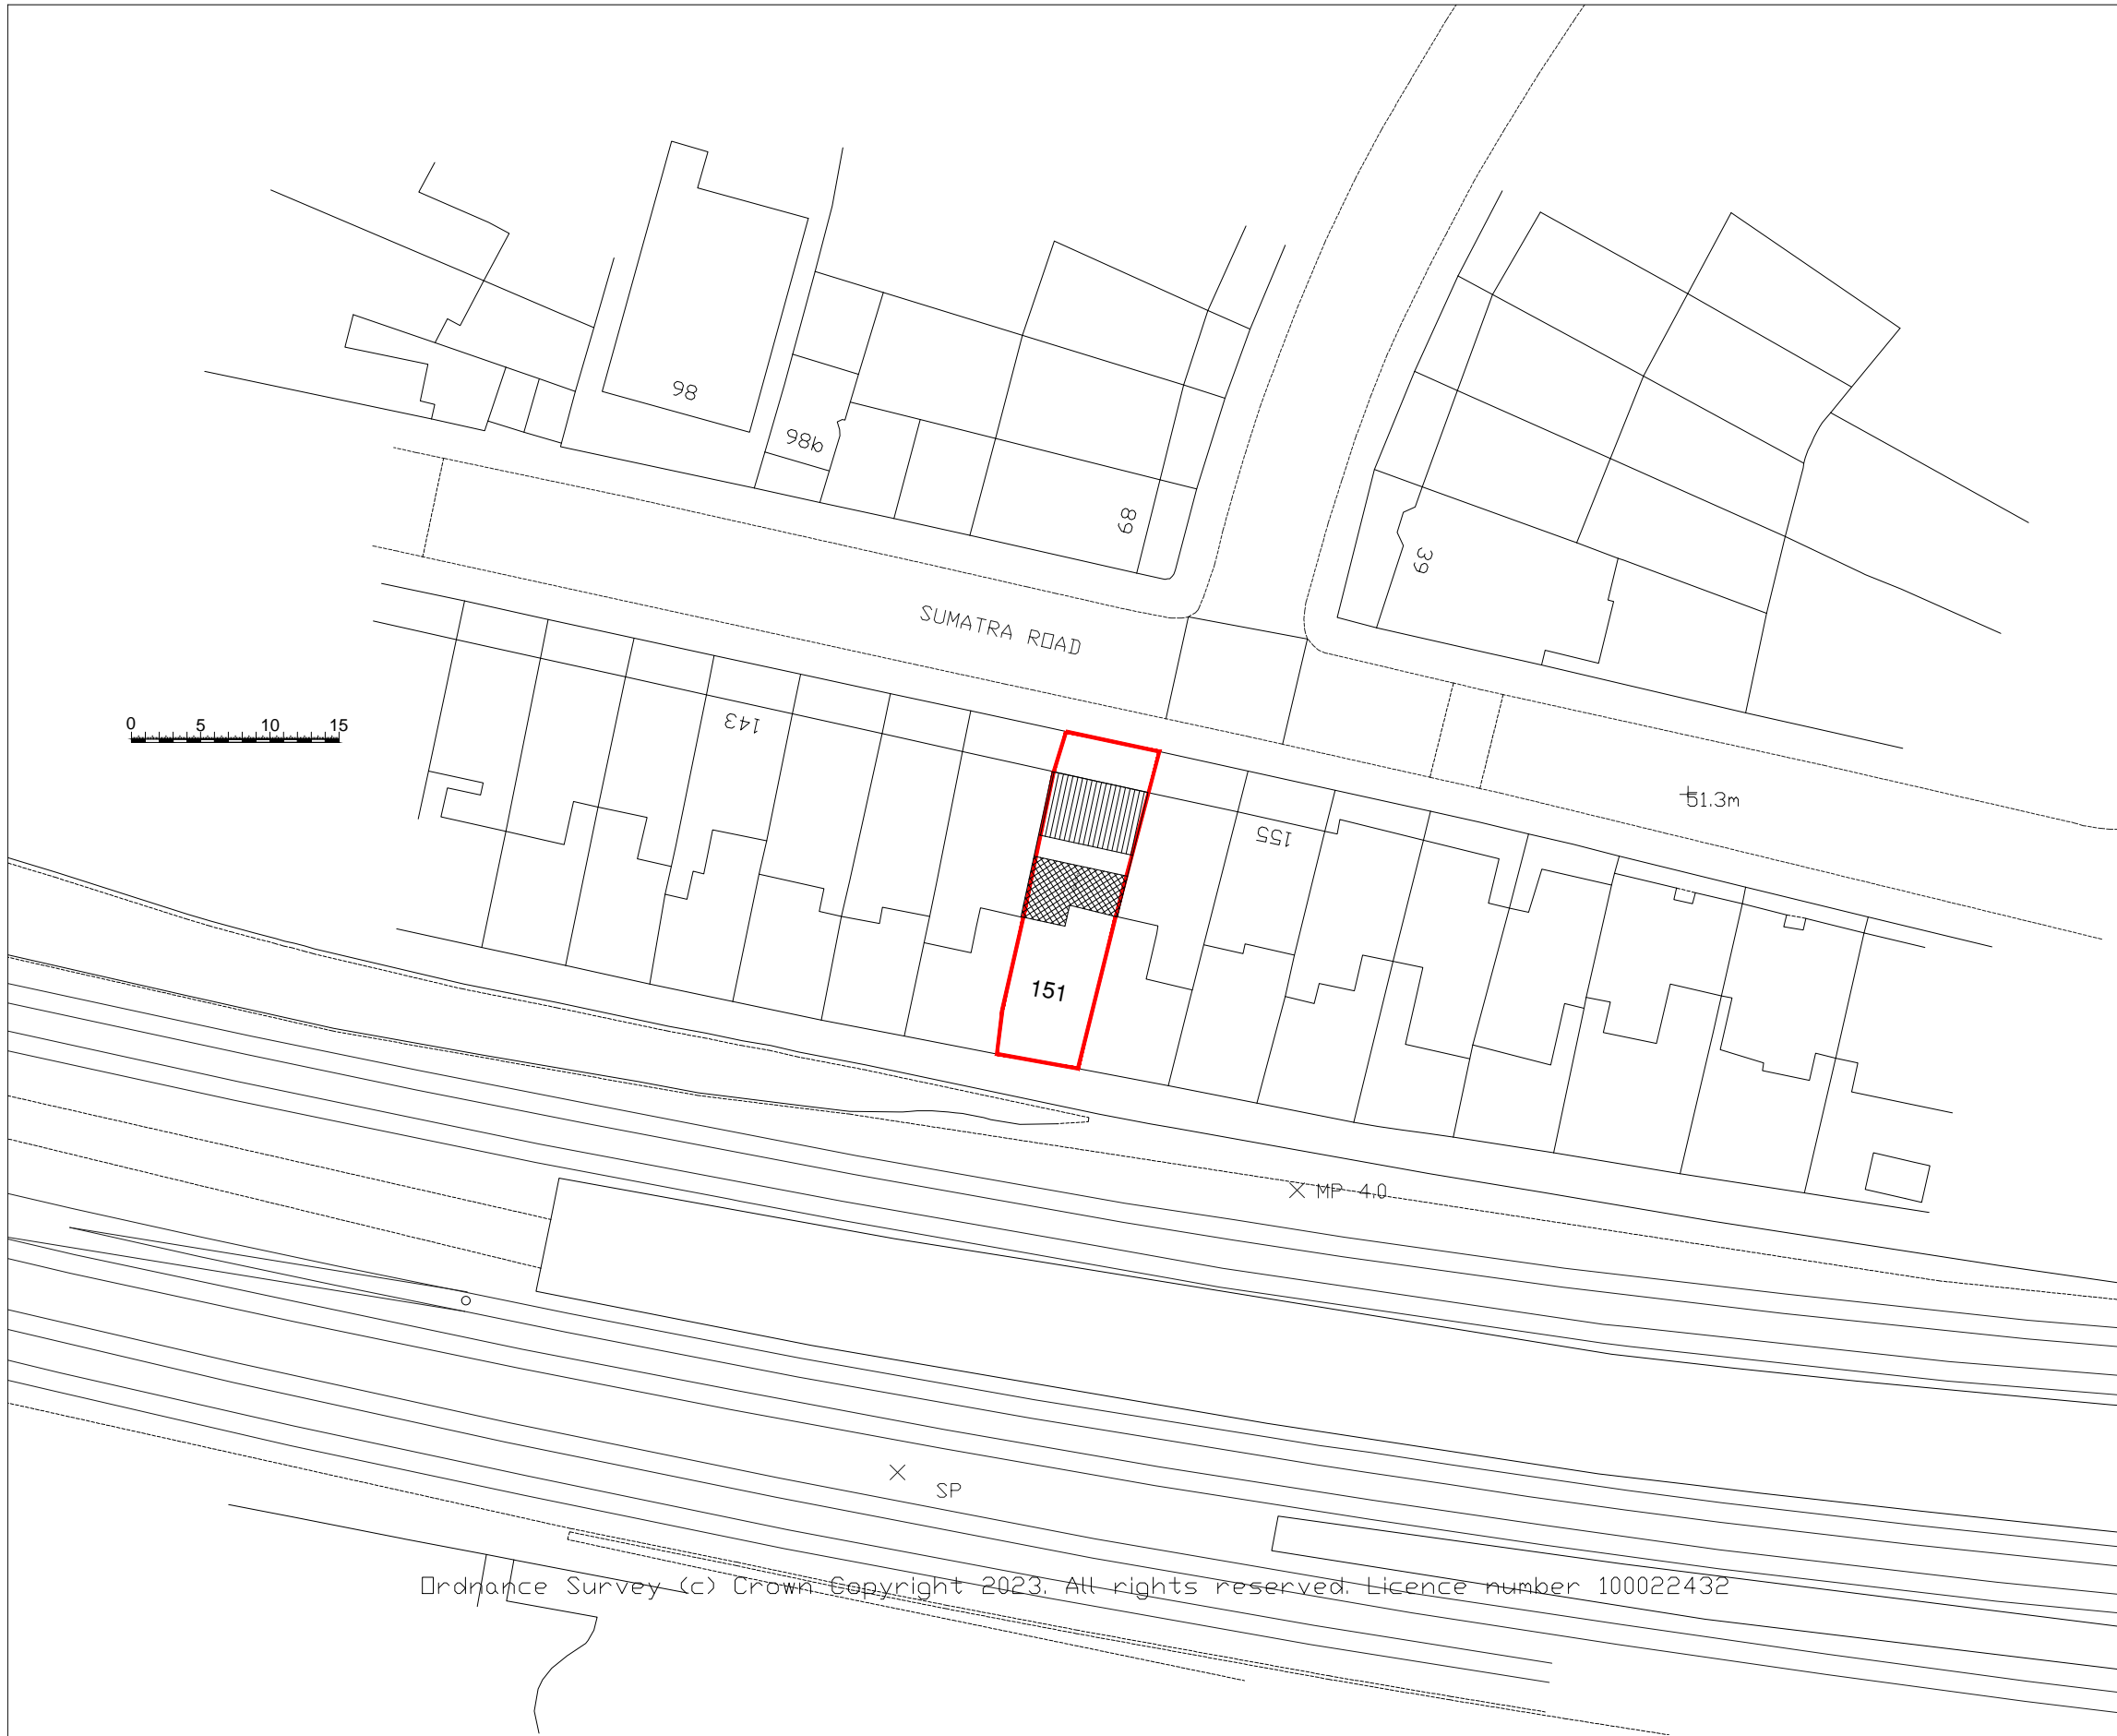 98
98b
89
39
SUMATRA ROAD
0 5 10 15
143
51.3m
155
151
MP 4.0
SP
Ordnance Survey (c) Crown Copyright 2023. All rights reserved. Licence number 100022432